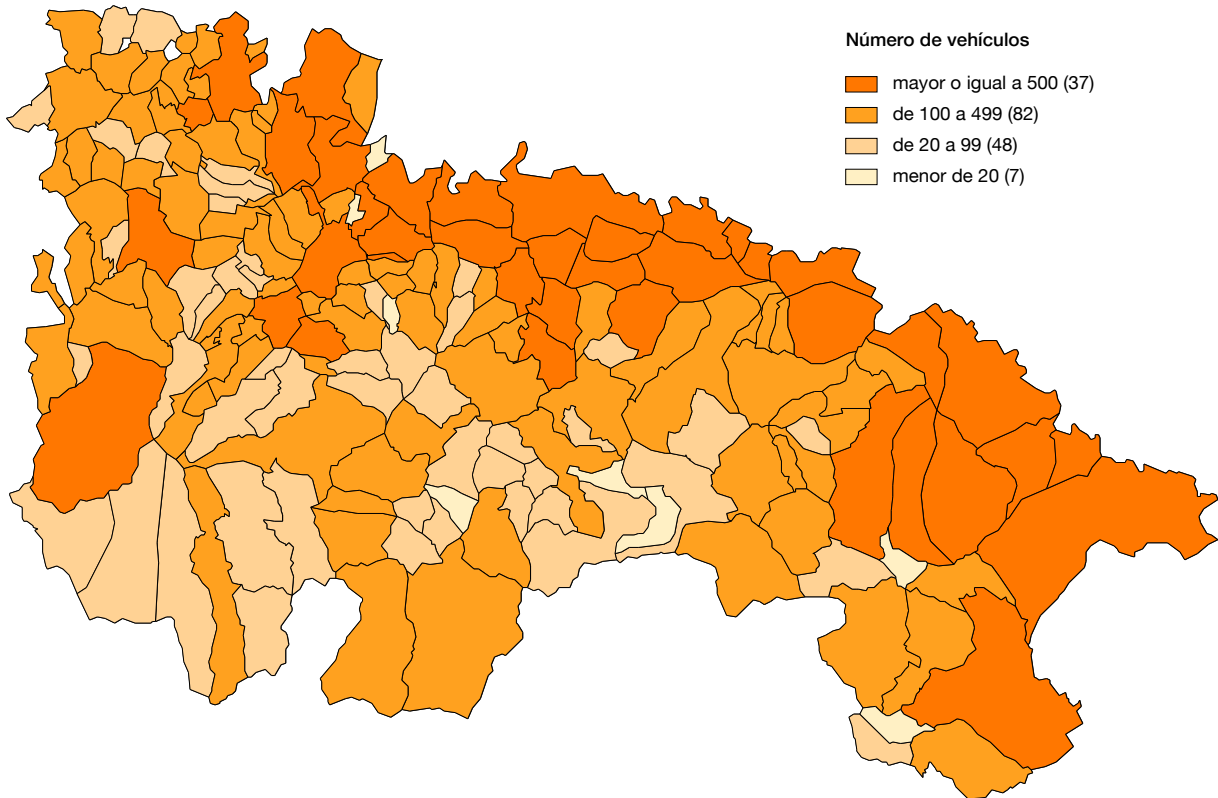 Número de vehículos
mayor o igual a 500 (37)
de 100 a 499 (82)
de 20 a 99 (48)
menor de 20 (7)